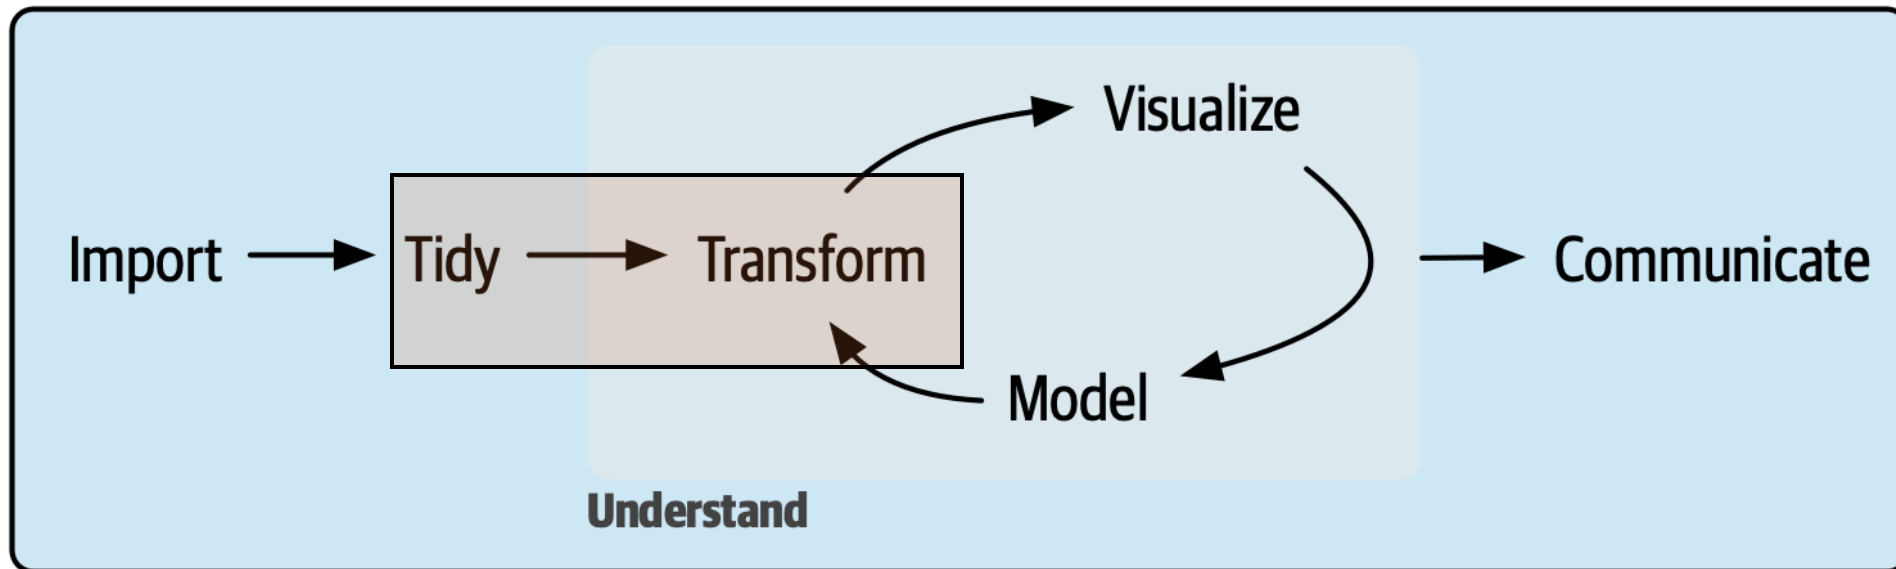 Visualize
Import Tidy Transform Communicate
Model
Understand